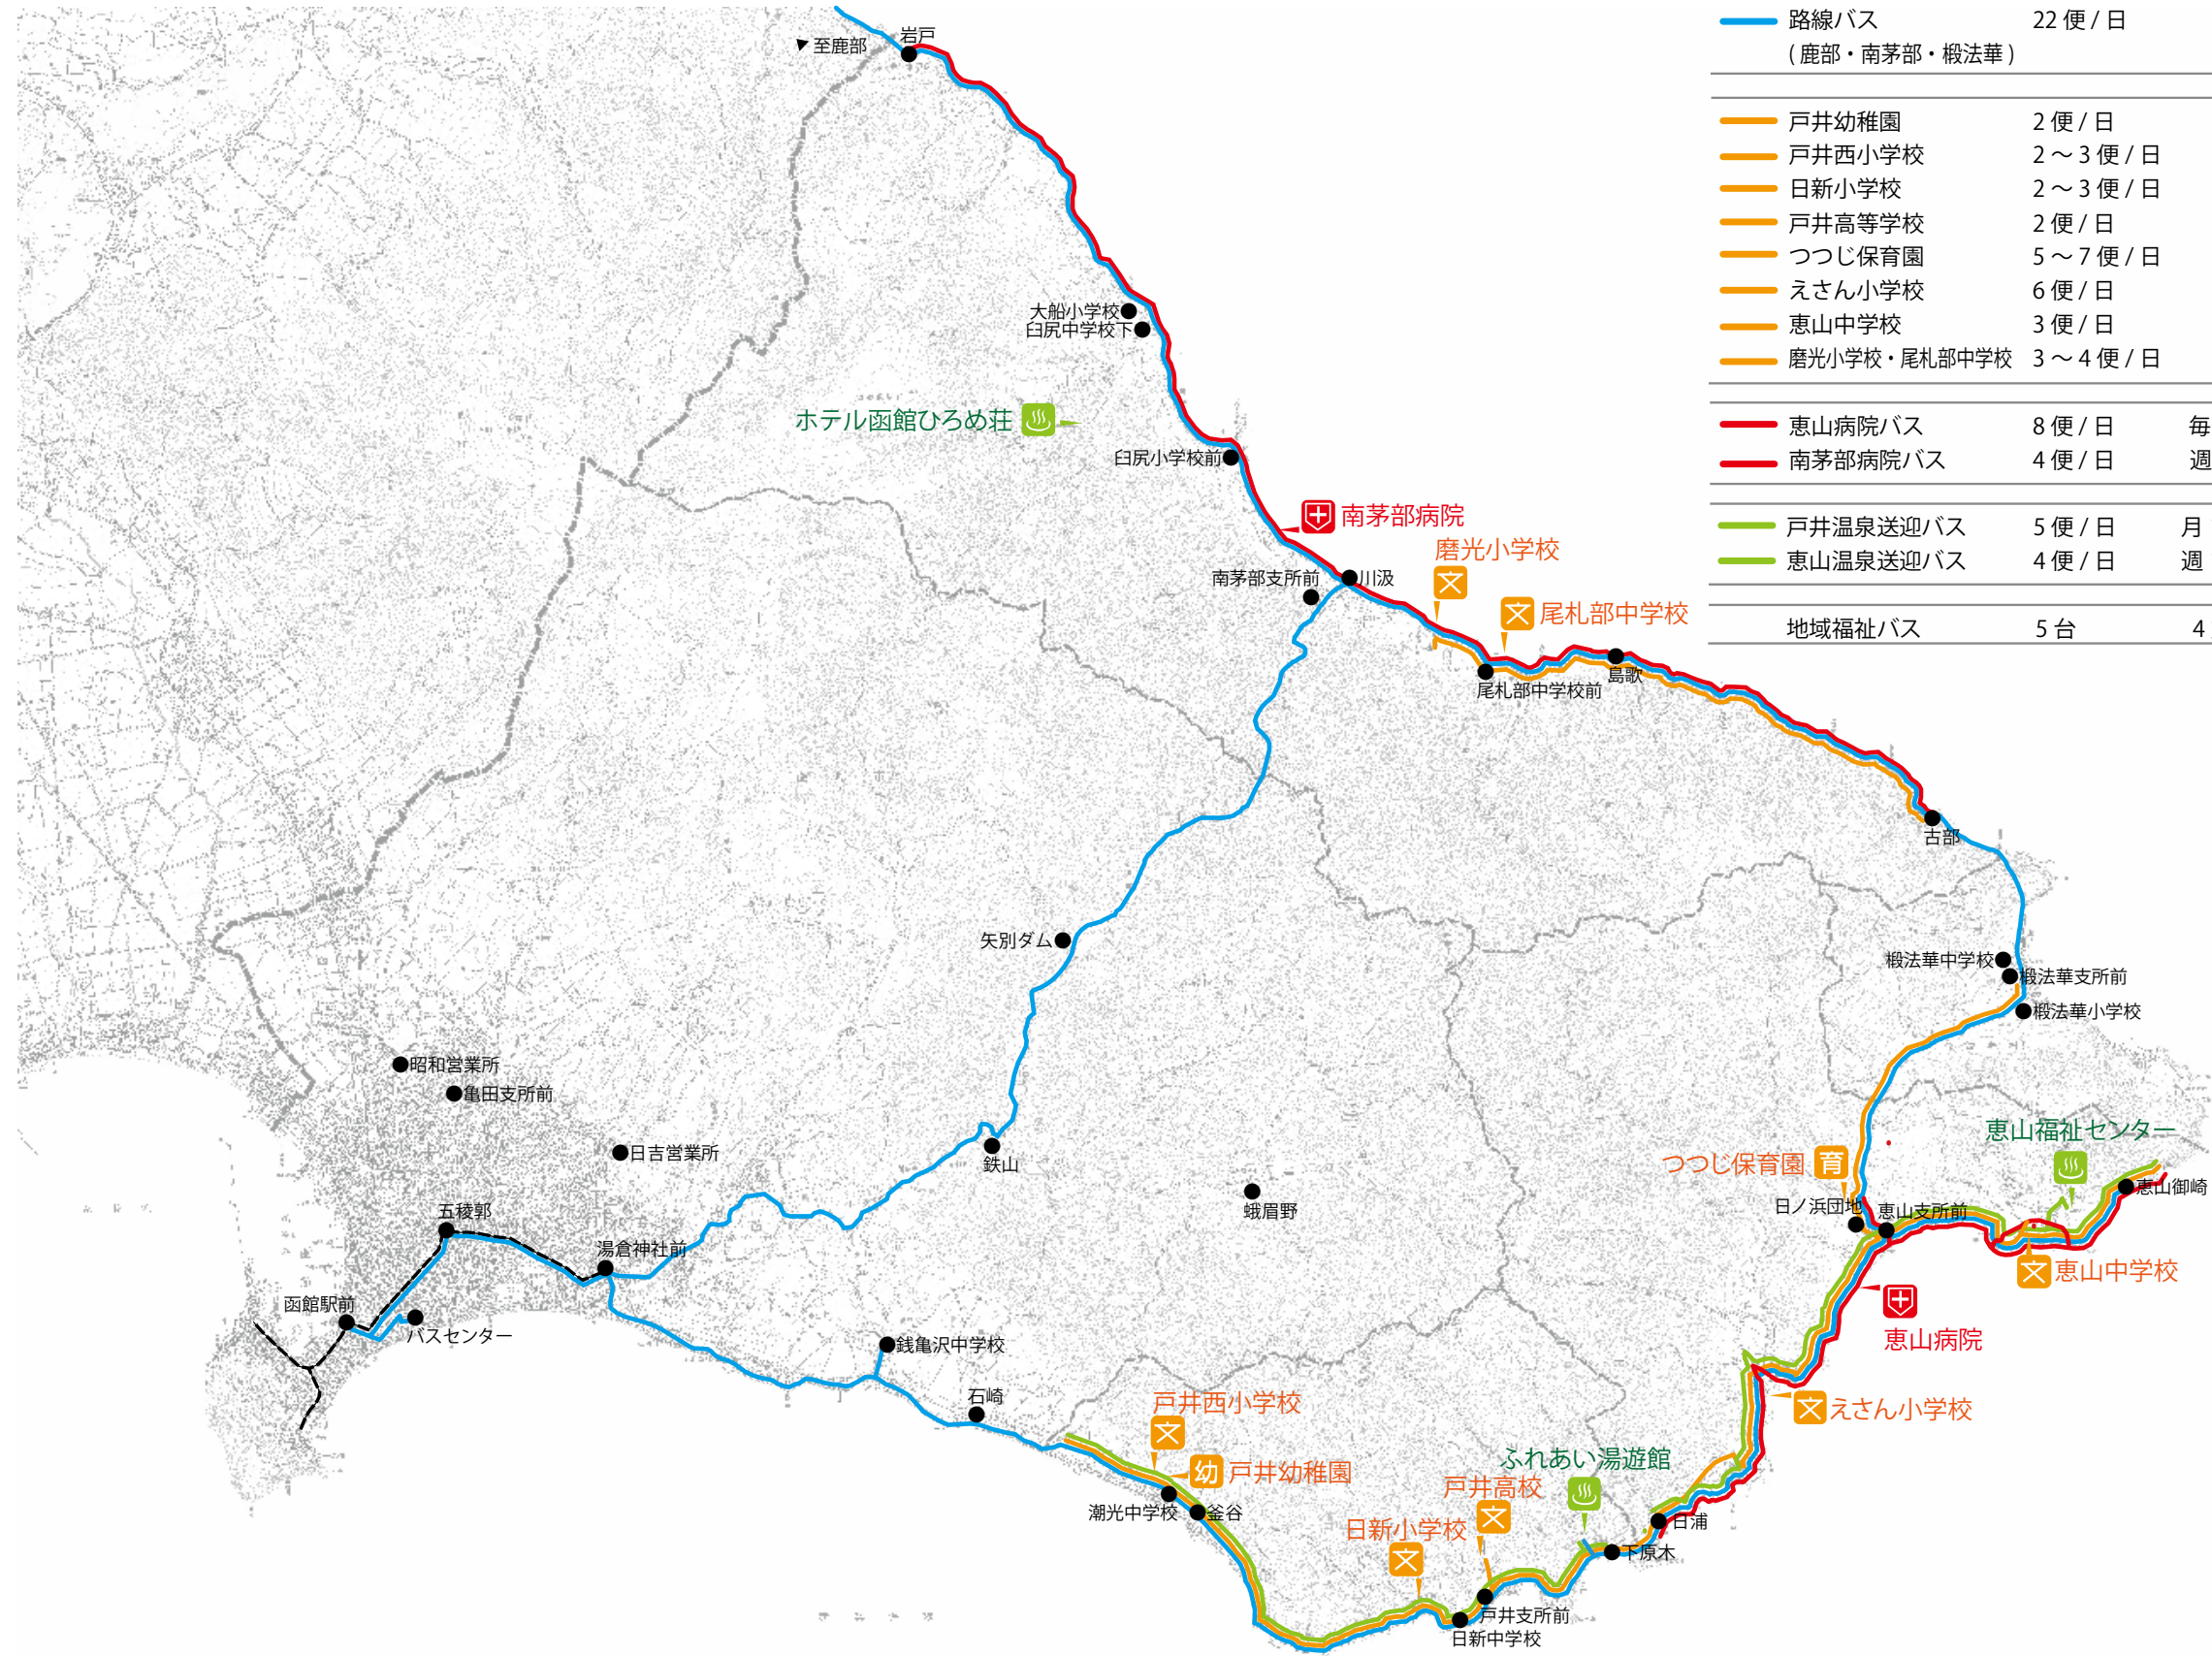 路線バス 22 便 / 日
( 鹿部・南茅部・椴法華 )
戸井幼稚園 2 便 / 日
戸井西小学校 2 ～ 3 便 / 日
日新小学校 2 ～ 3 便 / 日
戸井高等学校 2 便 / 日
つつじ保育園 5 ～ 7 便 / 日
えさん小学校 6 便 / 日
恵山中学校 3 便 / 日
磨光小学校・尾札部中学校 3 ～ 4 便 / 日
恵山病院バス 8 便 / 日 毎
南茅部病院バス 4 便 / 日 週
戸井温泉送迎バス 5 便 / 日 月
恵山温泉送迎バス 4 便 / 日 週
地域福祉バス 5 台 4
至鹿部
岩戸
大船小学校
臼尻中学校下
ホテル函館ひろめ荘
臼尻小学校前
南茅部病院
磨光小学校
文
南茅部支所前
川汲
文
尾札部中学校
島歌
尾札部中学校前
古部
矢別ダム
椴法華中学校
椴法華支所前
椴法華小学校
昭和営業所
亀田支所前
日吉営業所
鉄山
恵山福祉センター
つつじ保育園
育
恵山御崎
蛾眉野
日ノ浜団地
恵山支所前
五稜郭
湯倉神社前
文
恵山中学校
函館駅前
バスセンター
恵山病院
銭亀沢中学校
石崎
戸井西小学校
文
文
えさん小学校
幼
戸井幼稚園
ふれあい湯遊館
戸井高校
文
潮光中学校
釜谷
日新小学校
文
日浦
下原木
戸井支所前
日新中学校